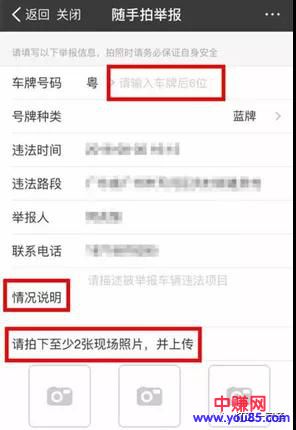 返回 关闭 随手拍举报
请填写以下举报信息，拍照时请务必保证自身安全
车牌号码 粤 请输入车牌后6位
号牌种类 蓝牌
违法时间
违法路段
举报人
联系电话
请描述被举报车辆违法项目
情况说明
请拍下至少2张现场照片，并上传
中赚网
www.you85.com